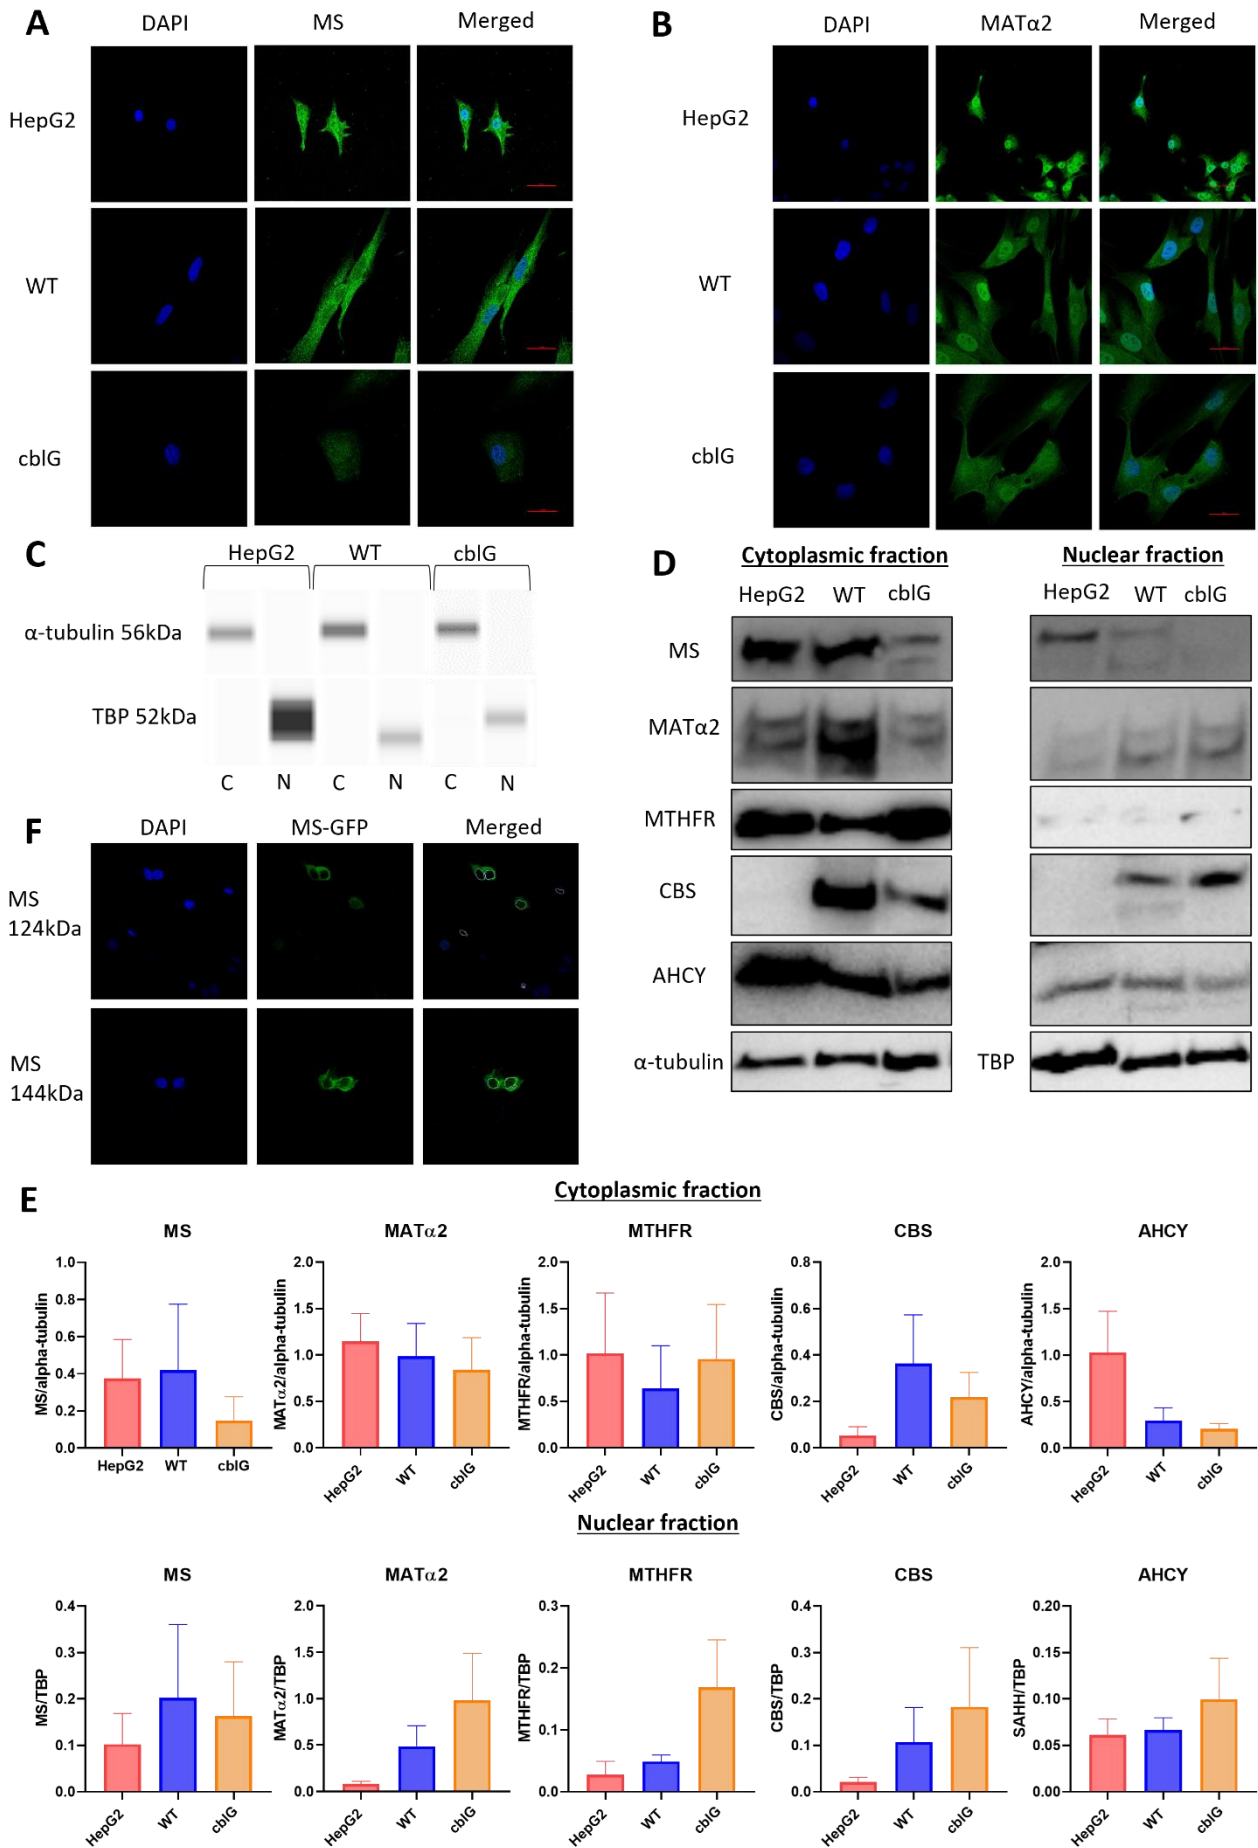 A
DAPI MS Merged
HepG2
WT
cblG
B
DAPI MATα2 Merged
HepG2
WT
cblG
C
HepG2 WT cblG
α-tubulin 56kDa
TBP 52kDa
C N C N C N
D
Cytoplasmic fraction Nuclear fraction
HepG2 WT cblG HepG2 WT cblG
MS
MATα2
MTHFR
CBS
AHCY
α-tubulin TBP
F
DAPI MS-GFP Merged
MS
124kDa
MS
144kDa
E
Cytoplasmic fraction
MS
MS/alpha-tubulin
1.0
0.8
0.6
0.4
0.2
0.0
HepG2 WT cblG
MATα2
MATα2/alpha-tubulin
2.0
1.5
1.0
0.5
0.0
HepG2 WT cblG
MTHFR
MTHFR/alpha-tubulin
2.0
1.5
1.0
0.5
0.0
HepG2 WT cblG
CBS
CBS/alpha-tubulin
0.8
0.6
0.4
0.2
0.0
HepG2 WT cblG
AHCY
AHCY/alpha-tubulin
2.0
1.5
1.0
0.5
0.0
HepG2 WT cblG
Nuclear fraction
MS
MS/TBP
0.4
0.3
0.2
0.1
0.0
HepG2 WT cblG
MATα2
MATα2/TBP
2.0
1.5
1.0
0.5
0.0
HepG2 WT cblG
MTHFR
MTHFR/TBP
0.3
0.2
0.1
0.0
HepG2 WT cblG
CBS
CBS/TBP
0.4
0.3
0.2
0.1
0.0
HepG2 WT cblG
AHCY
SAHH/TBP
0.20
0.15
0.10
0.05
0.00
HepG2 WT cblG